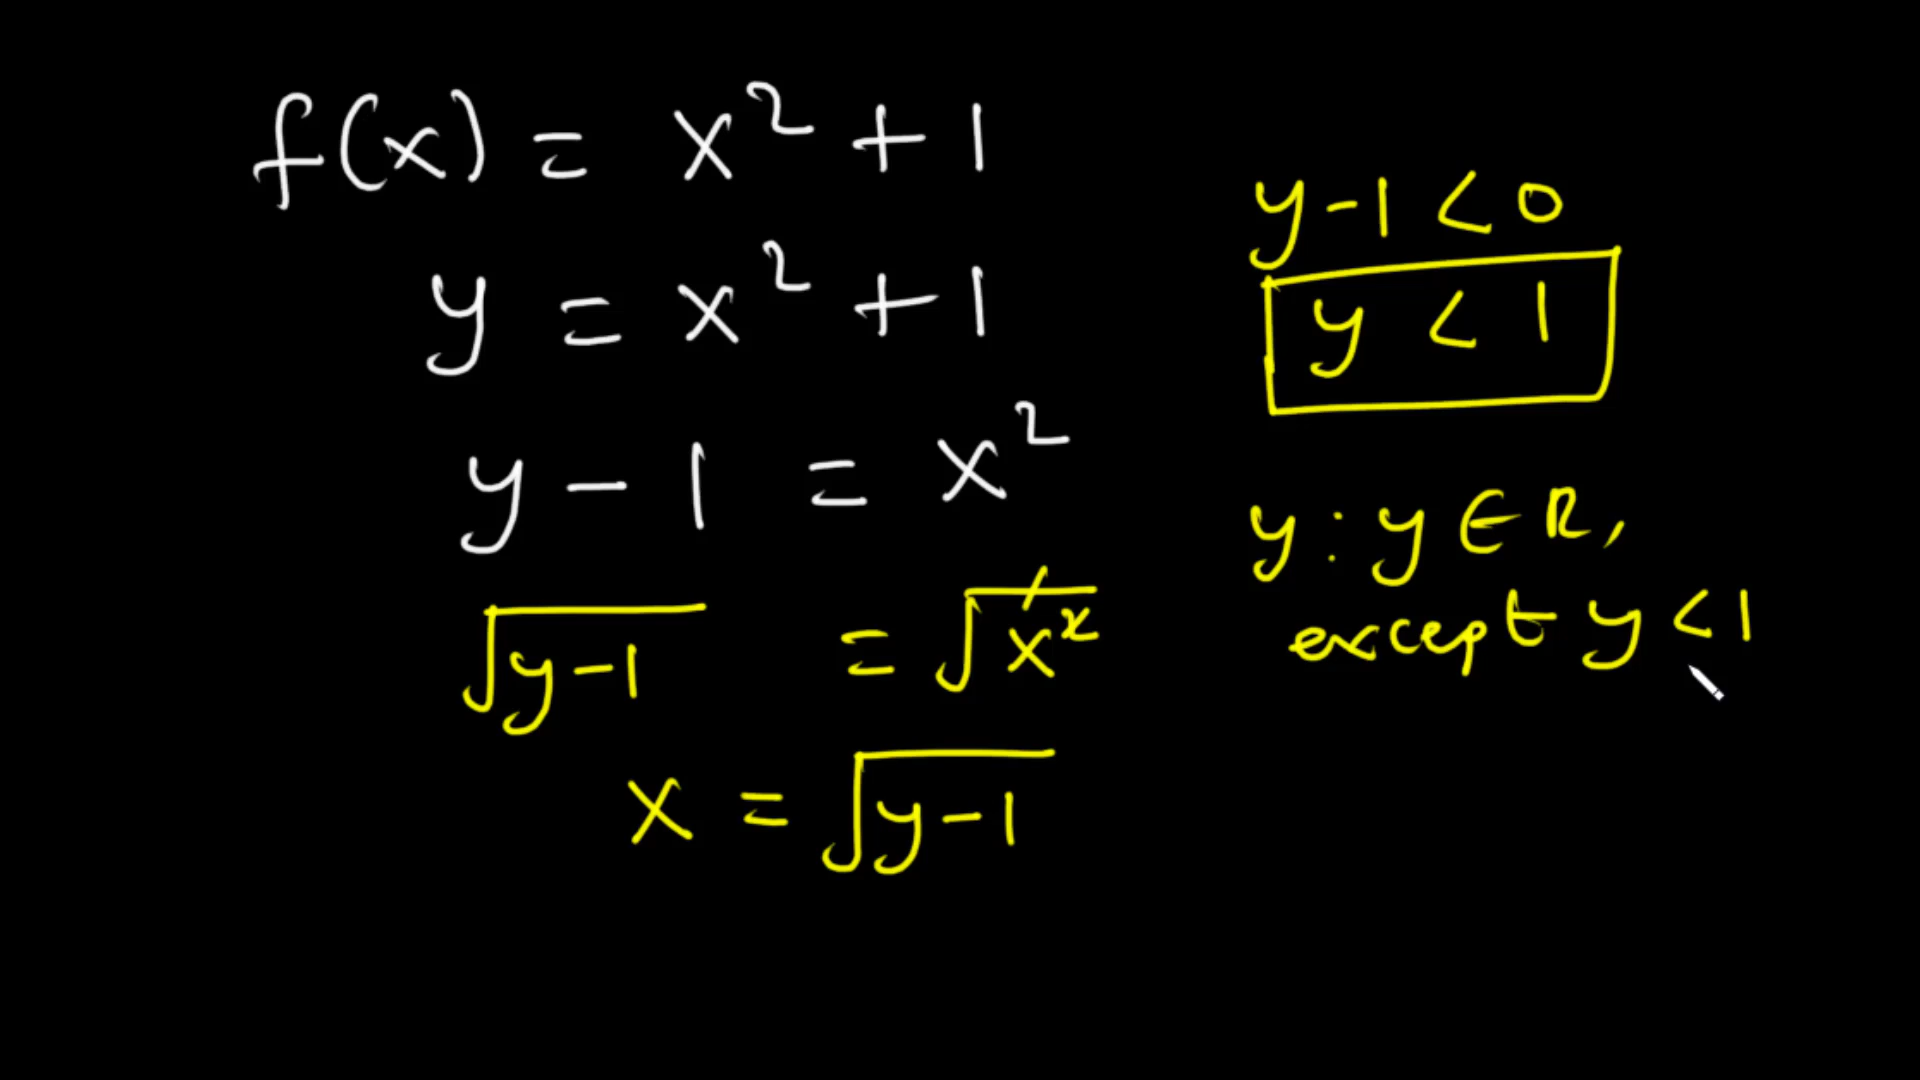 f(x) = x² + 1
y = x² + 1
y - 1 = x²
√(y-1) = √(x²)
x = √(y-1)
y-1 < 0
y < 1
y : y ∈ R,
except y < 1